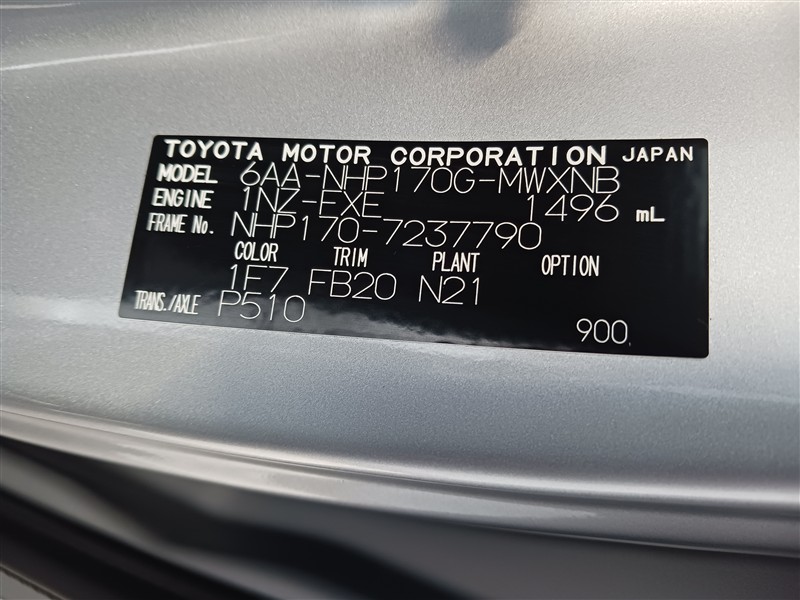 TOYOTA MOTOR CORPORATION JAPAN
MODEL 6AA-NHP170G-MWXNB
ENGINE 1NZ-FXE 1496 mL
FRAME No. NHP170-7237790
COLOR TRIM PLANT OPTION
1F7 FB20 N21
TRANS./AXLE P510
900